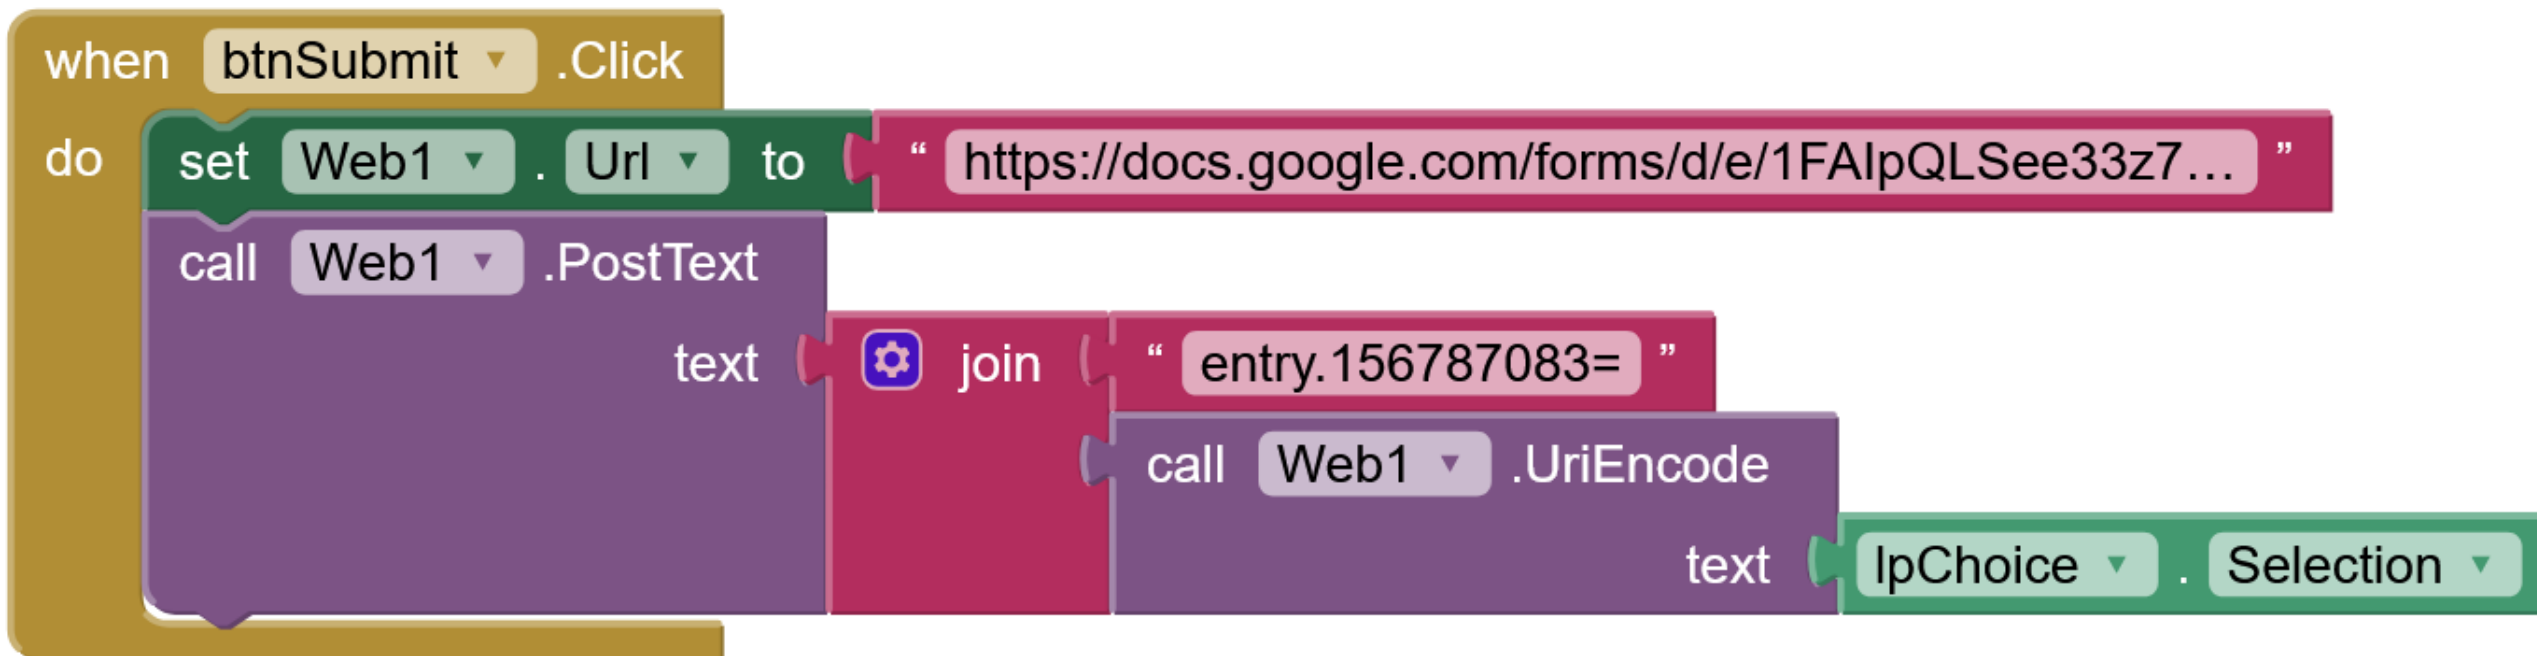 when btnSubmit .Click
do set Web1 . Url to “ https://docs.google.com/forms/d/e/1FAIpQLSee33z7… ”
call Web1 .PostText
text join “ entry.156787083= ”
call Web1 .UriEncode
text lpChoice . Selection